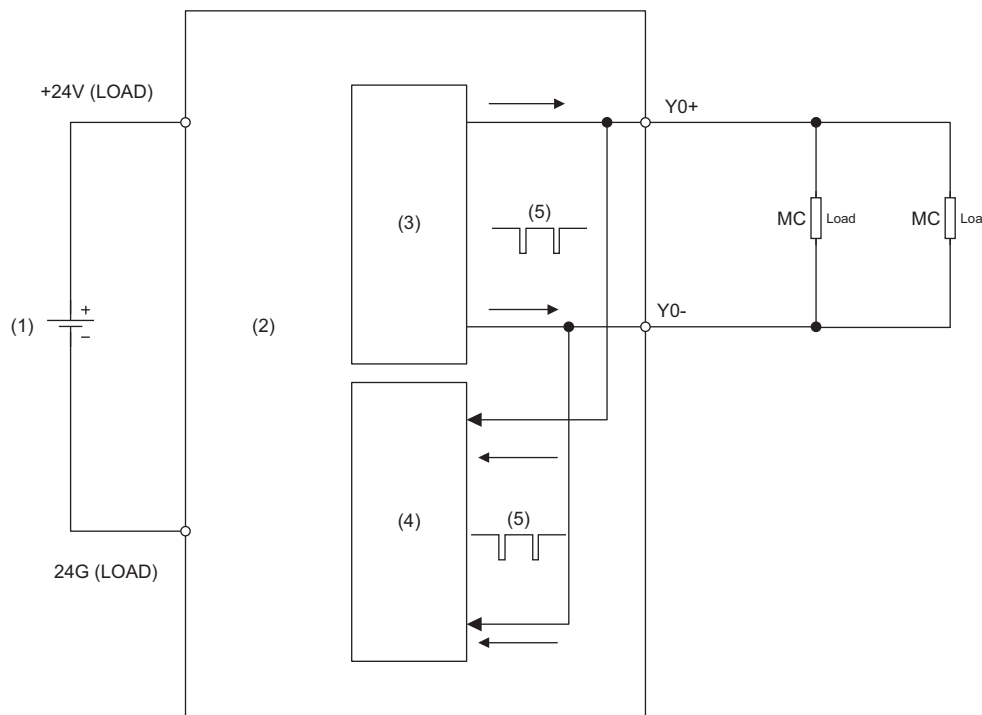 +24V (LOAD)
Y0+
(3)
(5)
MC Load
MC Loa
(1)
+
−
(2)
Y0-
(4)
(5)
24G (LOAD)